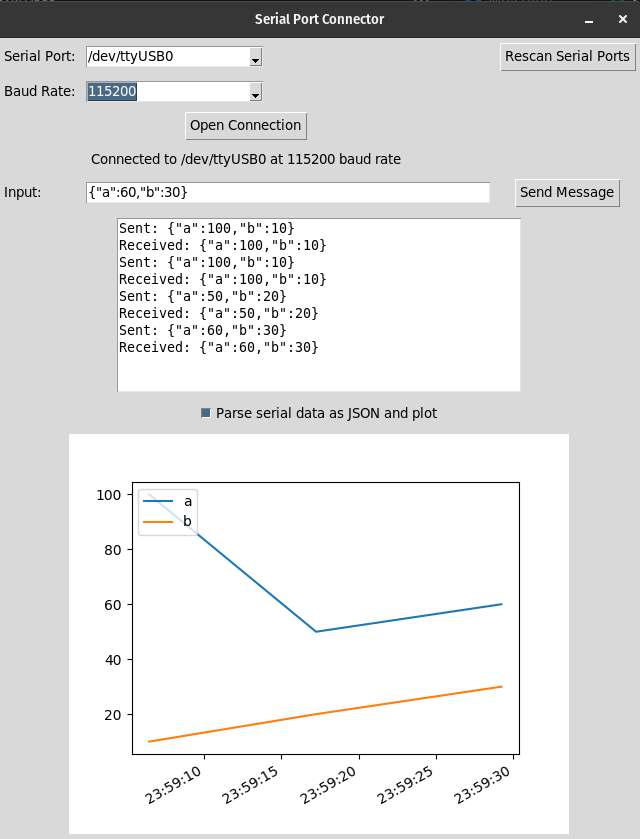 Serial Port Connector
Serial Port: /dev/ttyUSB0 Rescan Serial Ports
Baud Rate: 115200
Open Connection
Connected to /dev/ttyUSB0 at 115200 baud rate
Input: {"a":60,"b":30} Send Message
Sent: {"a":100,"b":10}
Received: {"a":100,"b":10}
Sent: {"a":100,"b":10}
Received: {"a":100,"b":10}
Sent: {"a":50,"b":20}
Received: {"a":50,"b":20}
Sent: {"a":60,"b":30}
Received: {"a":60,"b":30}
Parse serial data as JSON and plot
a
b
100
80
60
40
20
23:59:10 23:59:15 23:59:20 23:59:25 23:59:30